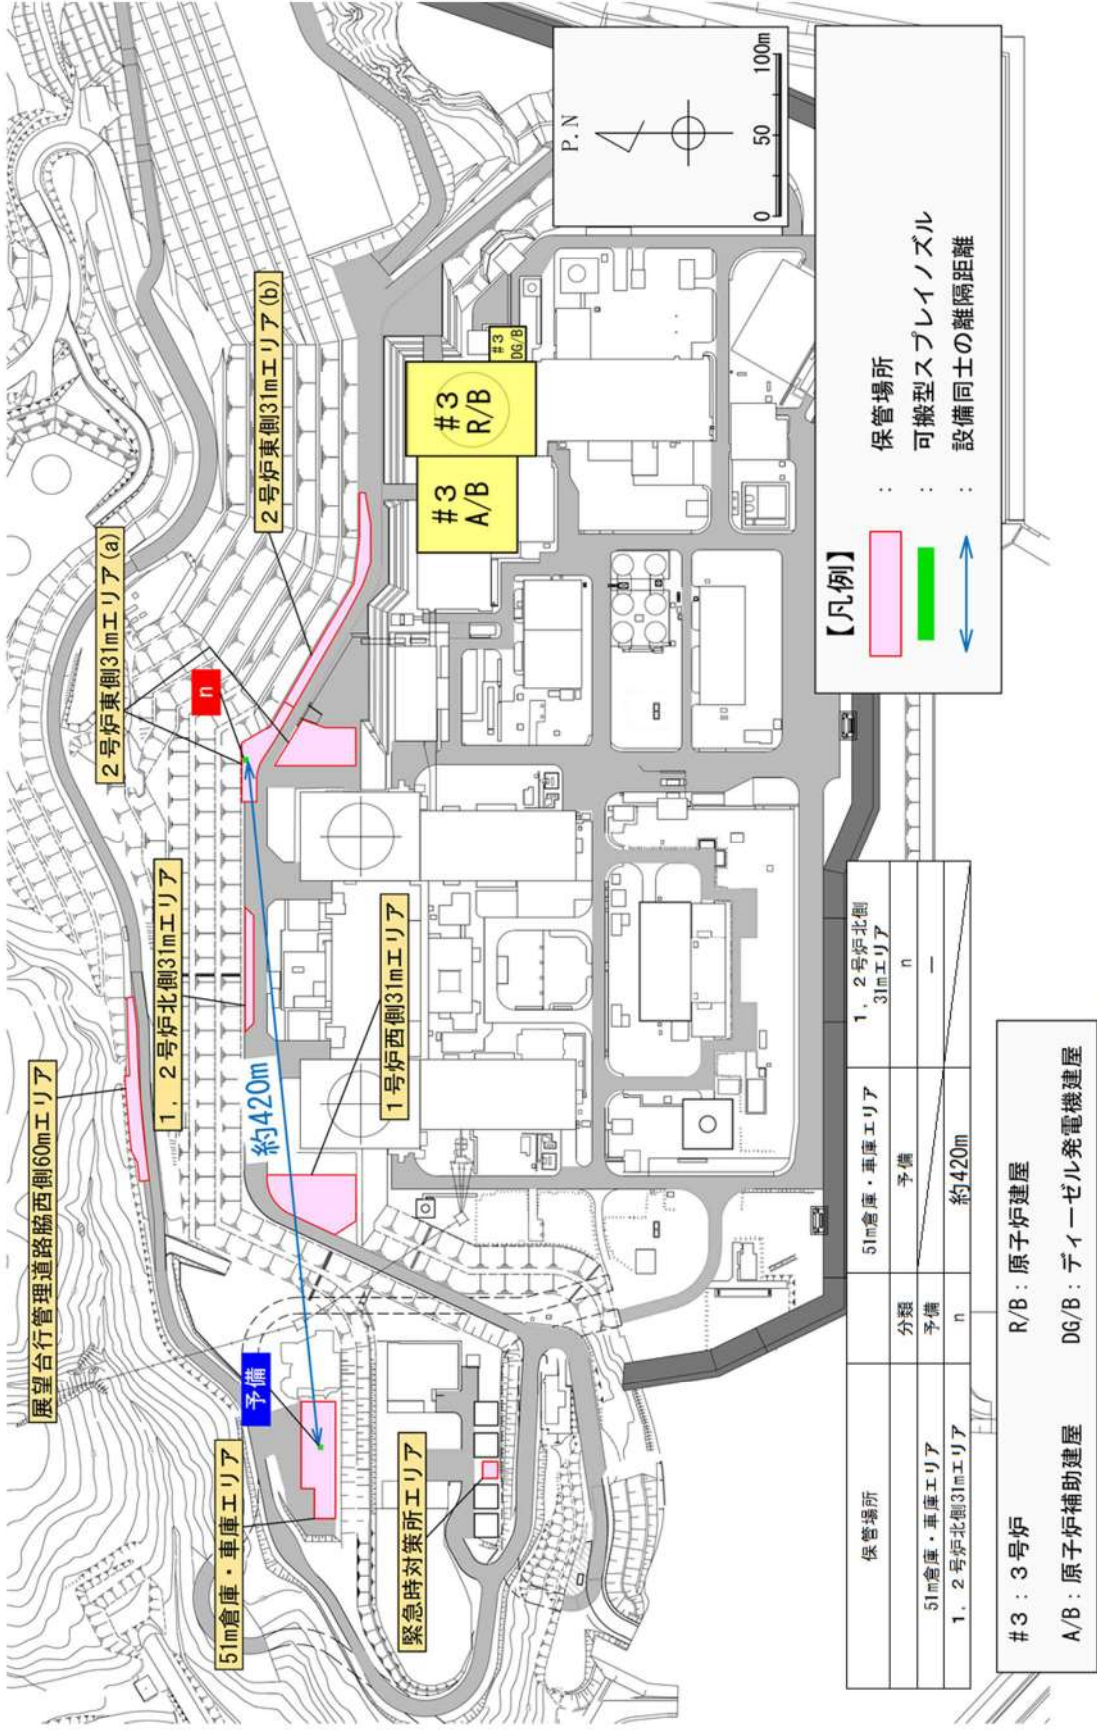 展望台行管理道路脇西側60mエリア
1，2号炉北側31mエリア
2号炉東側31mエリア(a)
2号炉東側31mエリア(b)
51m倉庫・車庫エリア
予備
約420m
n
1号炉西側31mエリア
緊急時対策所エリア
#3
A/B
#3
R/B
#3
DG/B
P.N
0 50 100m
【凡例】
： 保管場所
： 可搬型スプレイノズル
： 設備同士の離隔距離
保管場所 51m倉庫・車庫エリア 1，2号炉北側
31mエリア
分類 予備 n
51m倉庫・車庫エリア 予備 ―
1，2号炉北側31mエリア n 約420m
#3：3号炉 R/B：原子炉建屋
A/B：原子炉補助建屋 DG/B：ディーゼル発電機建屋